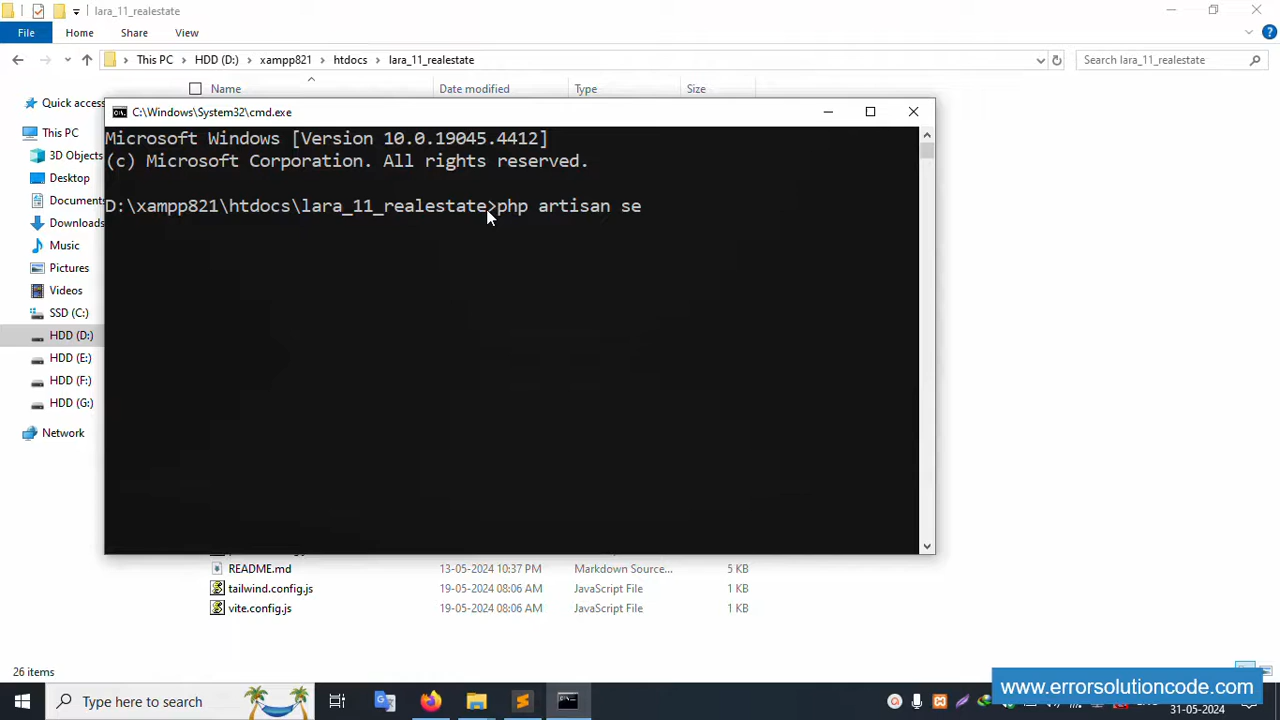 lara_11_realestate
File
Home
Share
View
This PC
HDD (D:)
xampp821
htdocs
lara_11_realestate
Search lara_11_realestate
Name
Date modified
Type
Size
Quick access
This PC
3D Objects
Desktop
Documents
Downloads
Music
Pictures
Videos
SSD (C:)
HDD (D:)
HDD (E:)
HDD (F:)
HDD (G:)
Network
C:\Windows\System32\cmd.exe
Microsoft Windows [Version 10.0.19045.4412]
(c) Microsoft Corporation. All rights reserved.
D:\xampp821\htdocs\lara_11_realestate>php artisan se
README.md 13-05-2024 10:37 PM Markdown Source... 5 KB
tailwind.config.js 19-05-2024 08:06 AM JavaScript File 1 KB
vite.config.js 19-05-2024 08:06 AM JavaScript File 1 KB
26 items
Type here to search
www.errorsolutioncode.com
31-05-2024